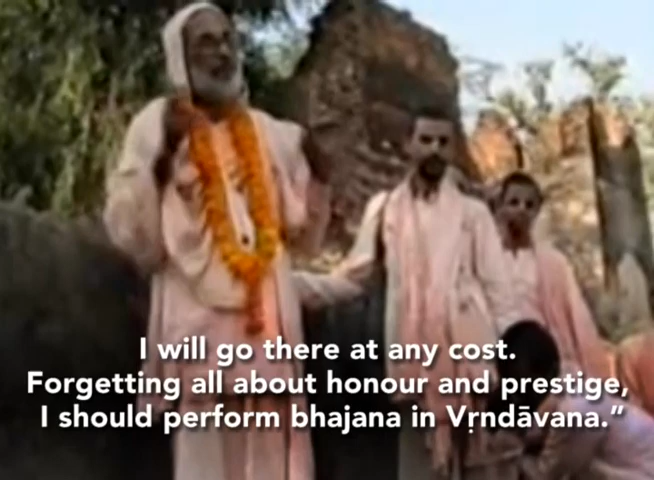 I will go there at any cost.
Forgetting all about honour and prestige,
I should perform bhajana in Vṛndāvana.”